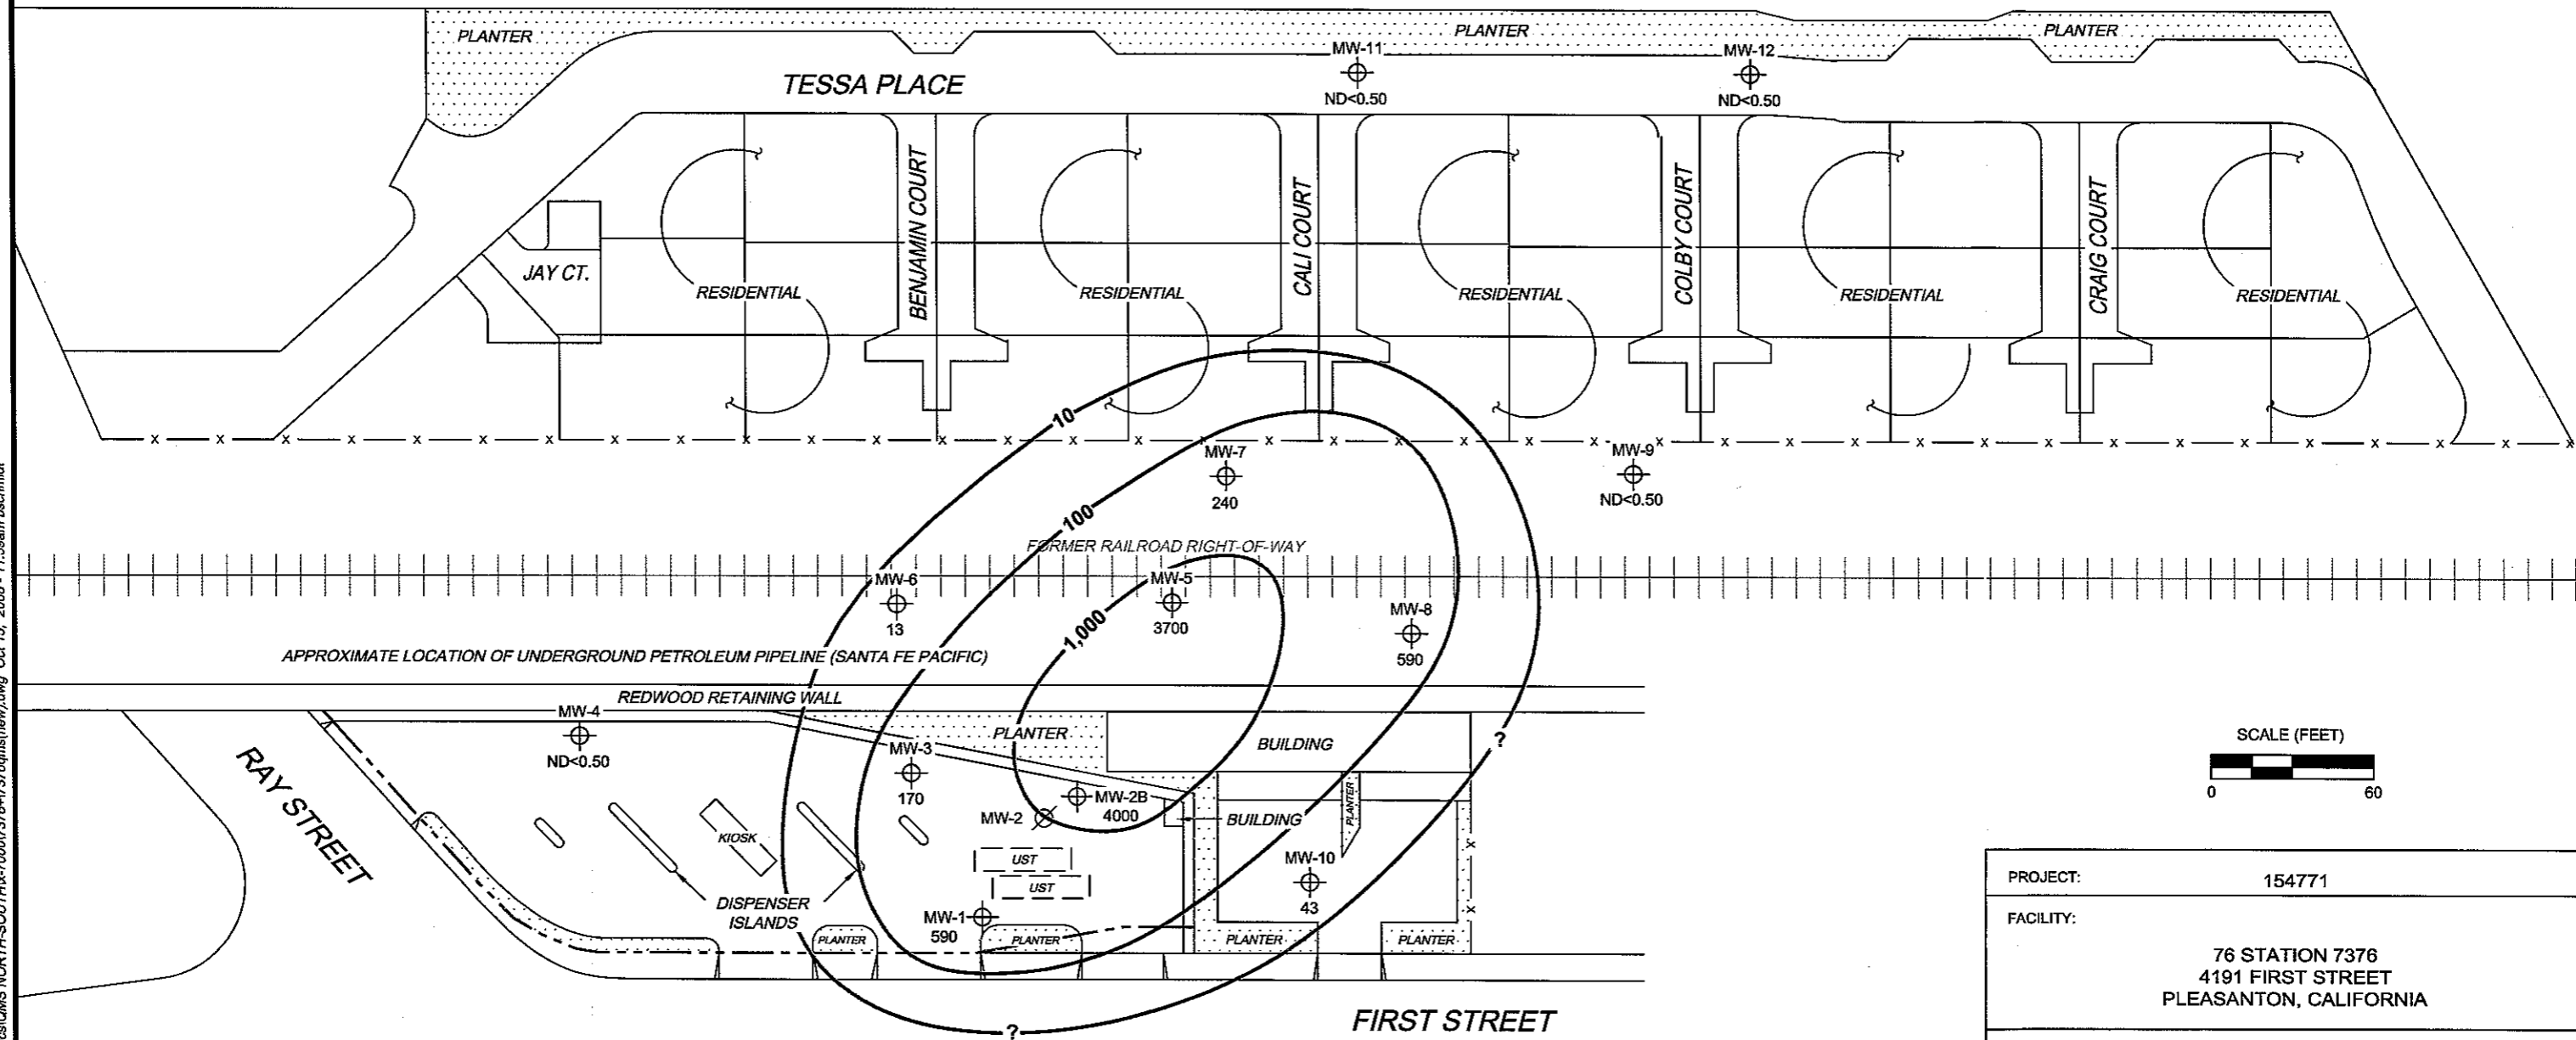 PLANTER
PLANTER
PLANTER
MW-11
ND<0.50
MW-12
ND<0.50
TESSA PLACE
JAY CT.
BENJAMIN COURT
CALI COURT
COLBY COURT
CRAIG COURT
RESIDENTIAL
RESIDENTIAL
RESIDENTIAL
RESIDENTIAL
RESIDENTIAL
10
MW-7
240
MW-9
ND<0.50
100
FORMER RAILROAD RIGHT-OF-WAY
MW-6
13
MW-5
3700
1,000
MW-8
590
APPROXIMATE LOCATION OF UNDERGROUND PETROLEUM PIPELINE (SANTA FE PACIFIC)
REDWOOD RETAINING WALL
MW-4
ND<0.50
RAY STREET
MW-3
170
PLANTER
BUILDING
?
MW-2
MW-2B
4000
BUILDING
PLANTER
KIOSK
UST
UST
DISPENSER
ISLANDS
MW-10
43
MW-1
590
PLANTER
PLANTER
PLANTER
PLANTER
?
FIRST STREET
SCALE (FEET)
0 60
PROJECT: 154771
FACILITY:
76 STATION 7376
4191 FIRST STREET
PLEASANTON, CALIFORNIA